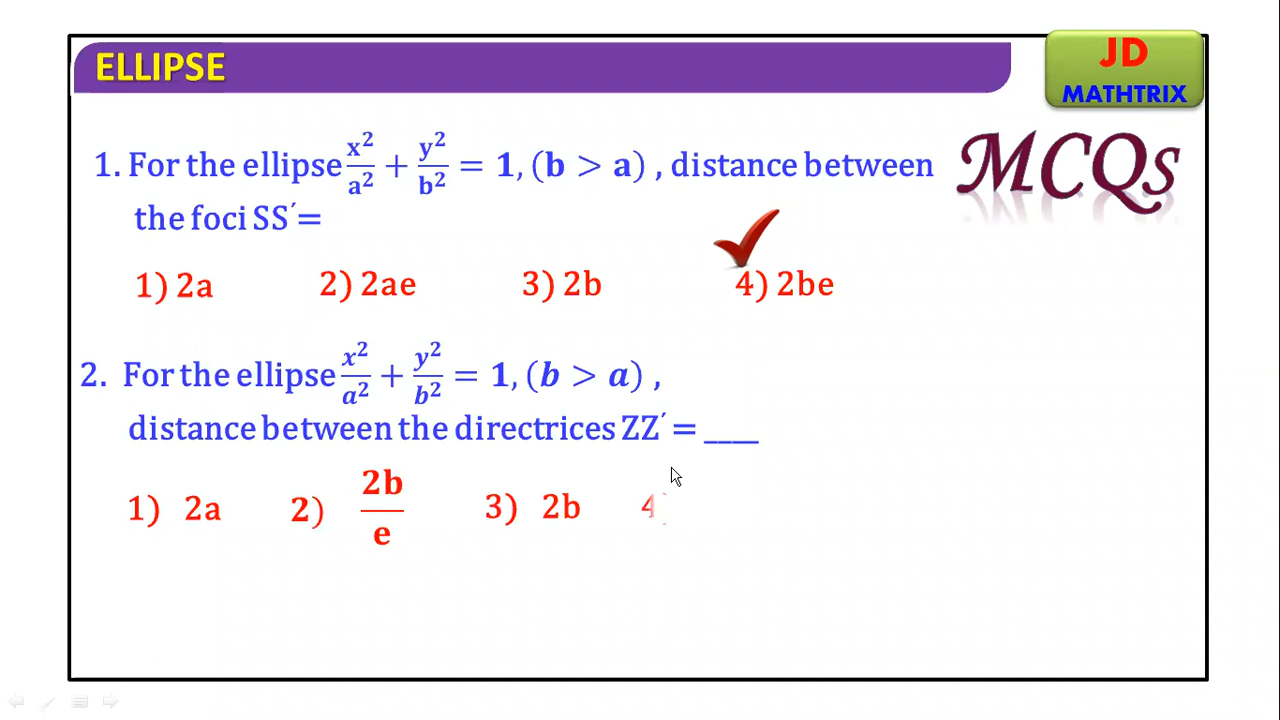 ELLIPSE
JD
MATHTRIX
MCQs
1. For the ellipse x²/a² + y²/b² = 1, (b > a) , distance between
the foci SS′=
1) 2a 2) 2ae 3) 2b 4) 2be
2. For the ellipse x²/a² + y²/b² = 1, (b > a) ,
distance between the directrices ZZ′ = ____
1) 2a 2) 2b/e 3) 2b 4